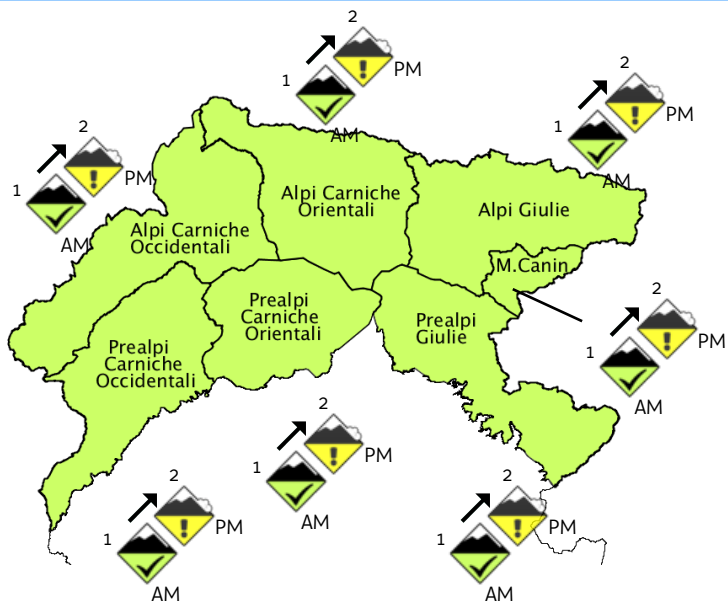 2
PM
1
AM
2
PM
1
AM
2
PM
1
AM
Alpi Carniche
Orientali
Alpi Giulie
Alpi Carniche
Occidentali
M.Canin
Prealpi
Carniche
Orientali
Prealpi
Giulie
Prealpi
Carniche
Occidentali
2
PM
1
AM
2
PM
1
AM
2
PM
1
AM
2
PM
1
AM